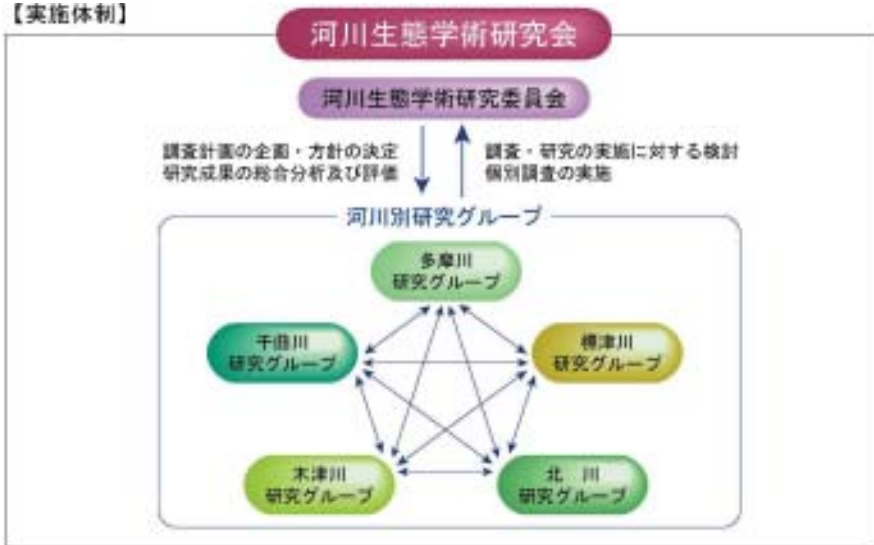 【実施体制】
河川生態学術研究会
河川生態学術研究委員会
調査計画の企画・方針の決定
研究成果の総合分析及び評価
調査・研究の実施に対する検討
個別調査の実施
河川別研究グループ
多摩川
研究グループ
千曲川
研究グループ
標津川
研究グループ
木津川
研究グループ
北 川
研究グループ